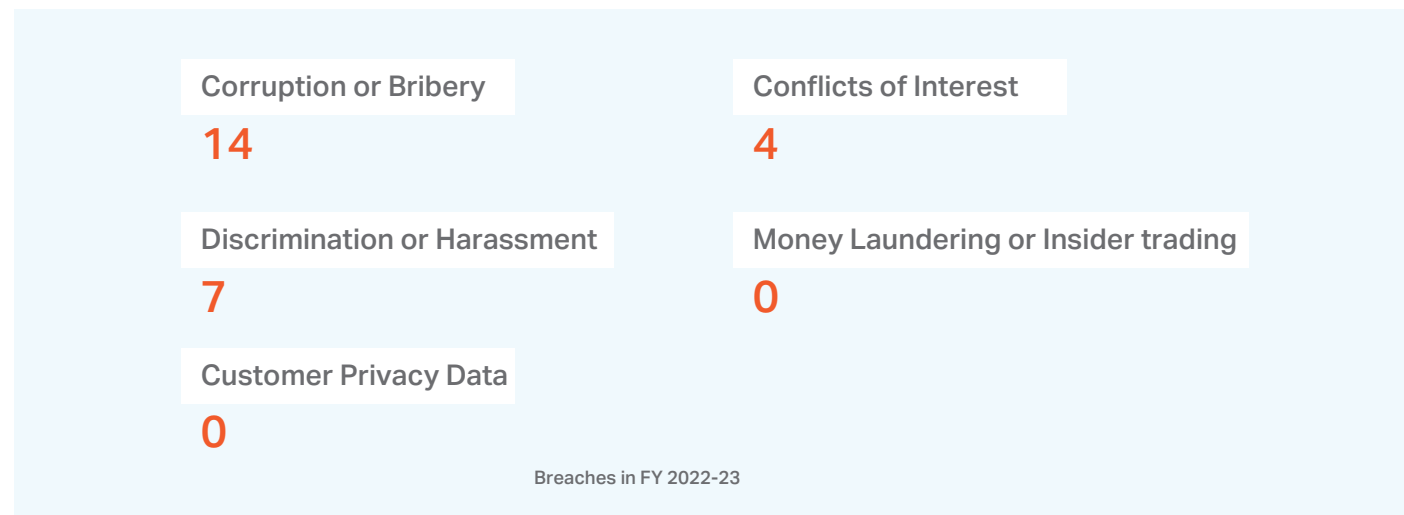 Corruption or Bribery
14
Conflicts of Interest
4
Discrimination or Harassment
7
Money Laundering or Insider trading
0
Customer Privacy Data
0
Breaches in FY 2022-23